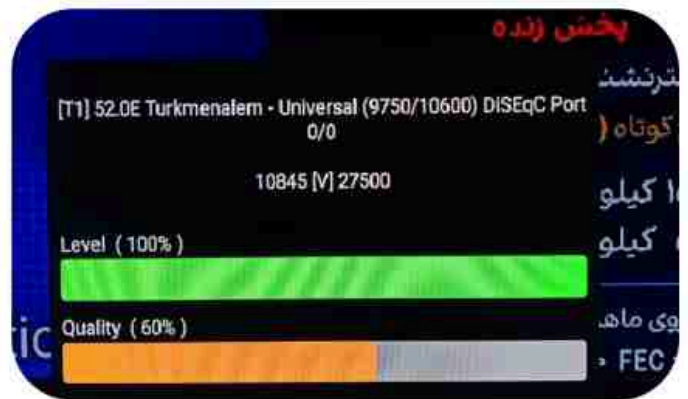 پخش زنده
[T1] 52.0E Turkmenalem - Universal (9750/10600) DiSEqC Port
0/0
10845 [V] 27500
Level ( 100% )
Quality ( 60% )
کوتاه (
کیلو
کیلو
FEC